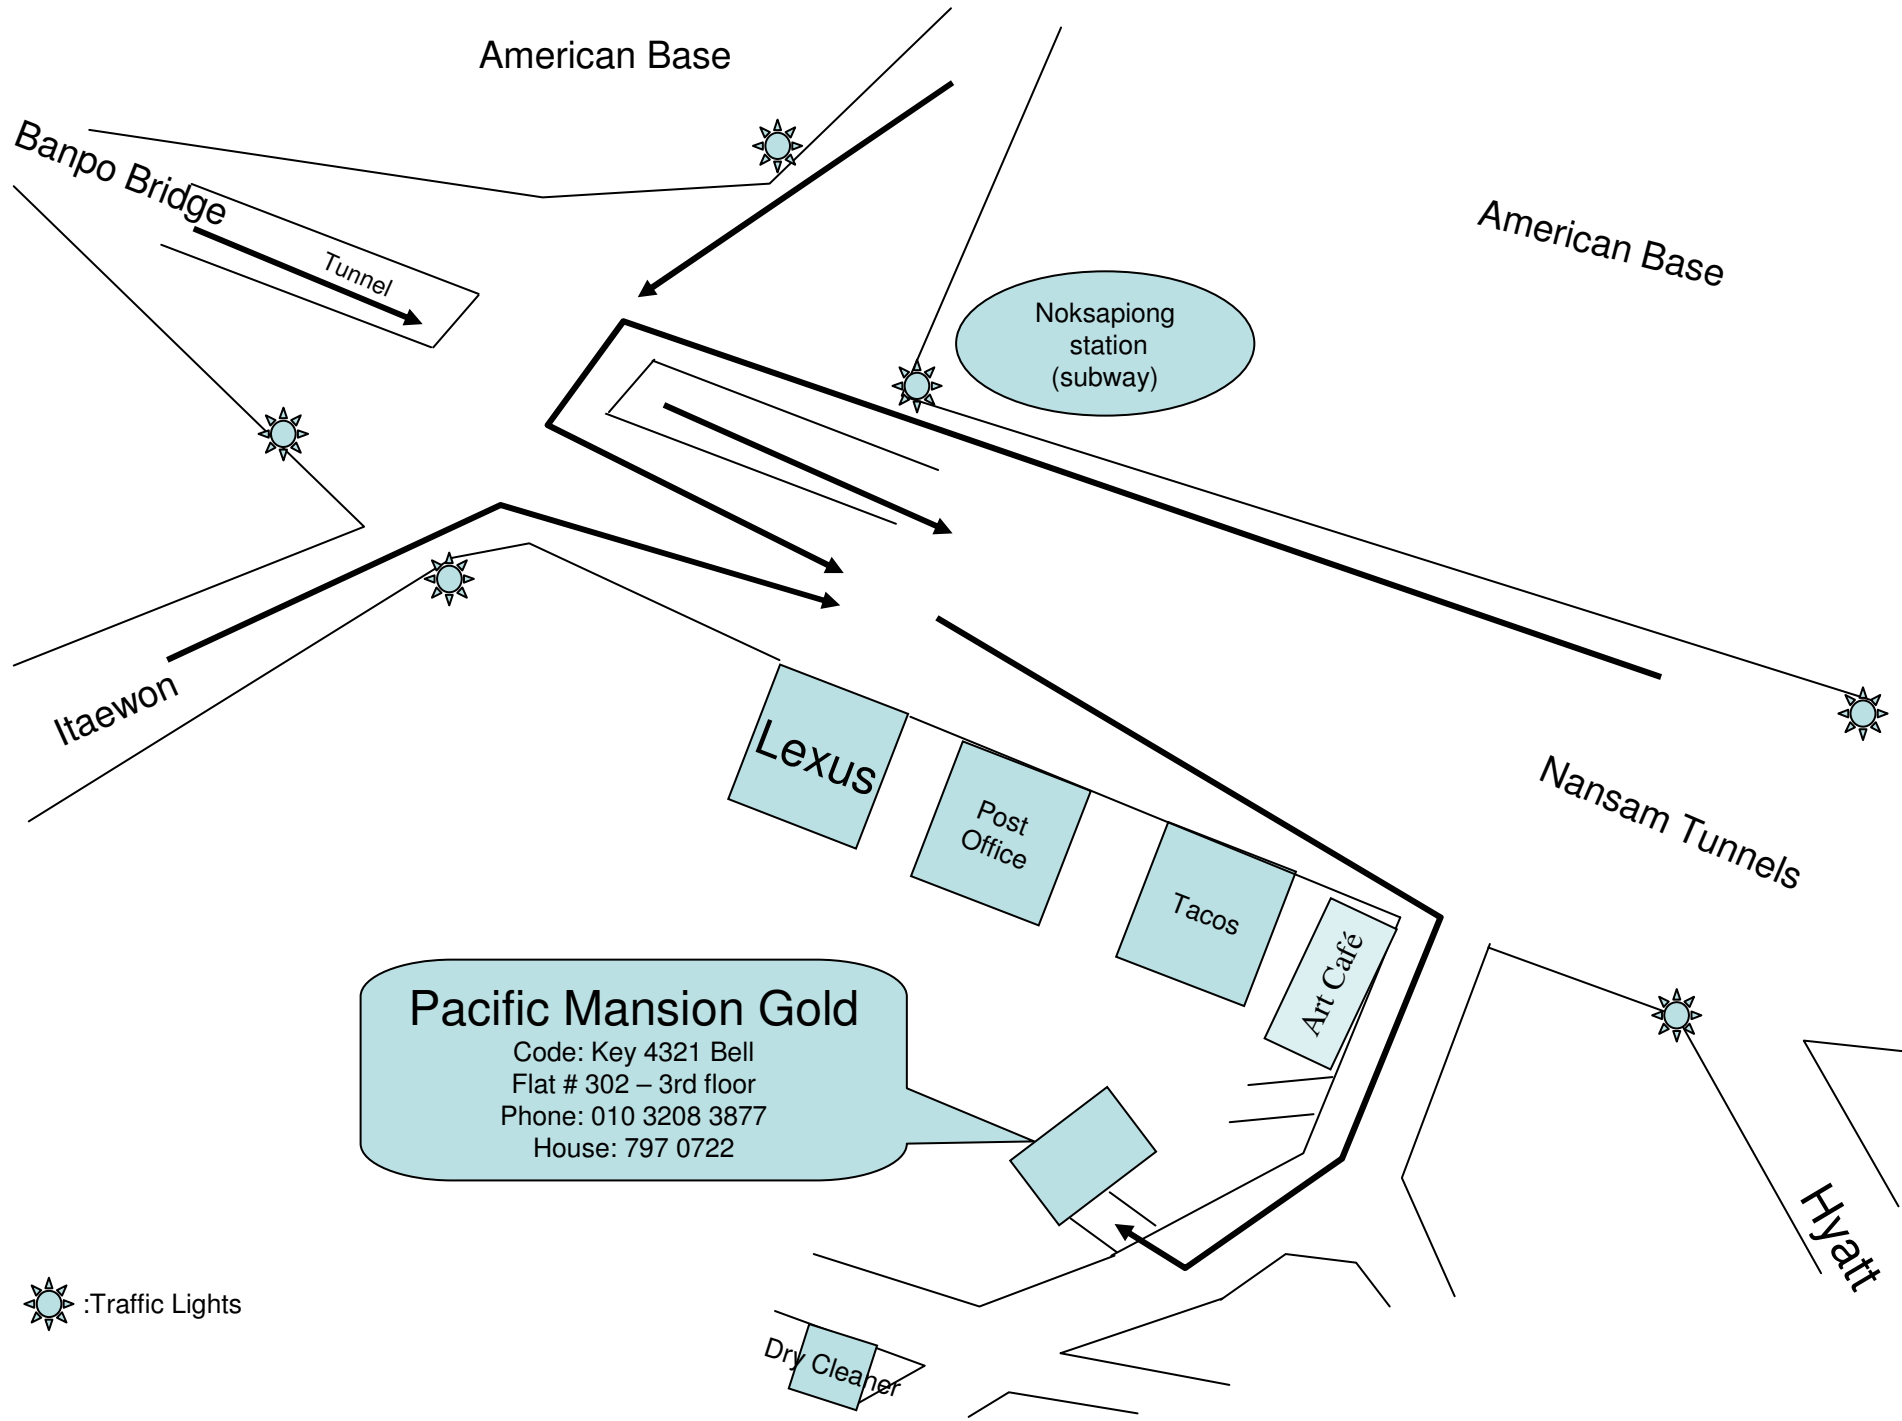 American Base
Banpo Bridge
Tunnel
American Base
Noksapiong
station
(subway)
Itaewon
Lexus
Post
Office
Tacos
Art Café
Nansam Tunnels
Pacific Mansion Gold
Code: Key 4321 Bell
Flat # 302 – 3rd floor
Phone: 010 3208 3877
House: 797 0722
Hyatt
:Traffic Lights
Dry Cleaner